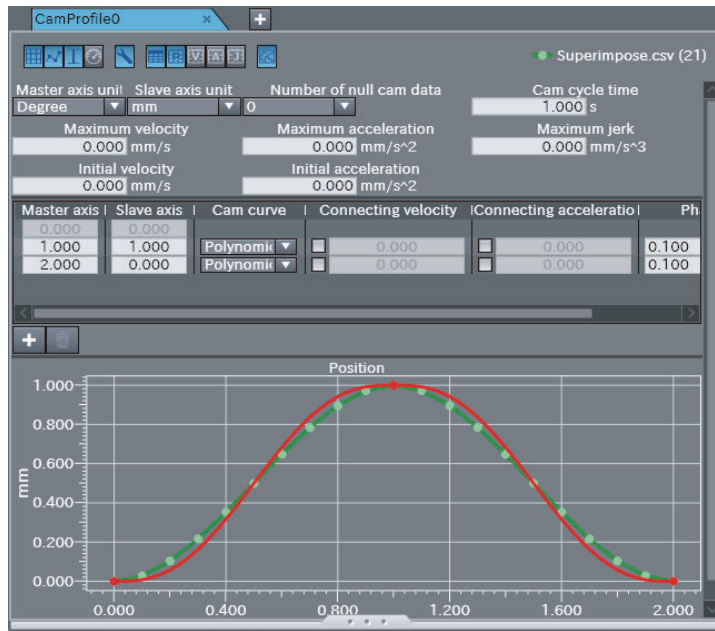 CamProfile0 × +
P V A J
Superimpose.csv (21)
Master axis unit Slave axis unit Number of null cam data Cam cycle time
Degree mm 0 1.000 s
Maximum velocity Maximum acceleration Maximum jerk
0.000 mm/s 0.000 mm/s^2 0.000 mm/s^3
Initial velocity Initial acceleration
0.000 mm/s 0.000 mm/s^2
Master axis Slave axis Cam curve Connecting velocity Connecting acceleratio Ph
0.000 0.000
1.000 1.000 Polynomic 0.000 0.000 0.100
2.000 0.000 Polynomic 0.000 0.000 0.100
+
Position
1.000
0.800
0.600
mm
0.400
0.200
0.000
0.000 0.400 0.800 1.200 1.600 2.000